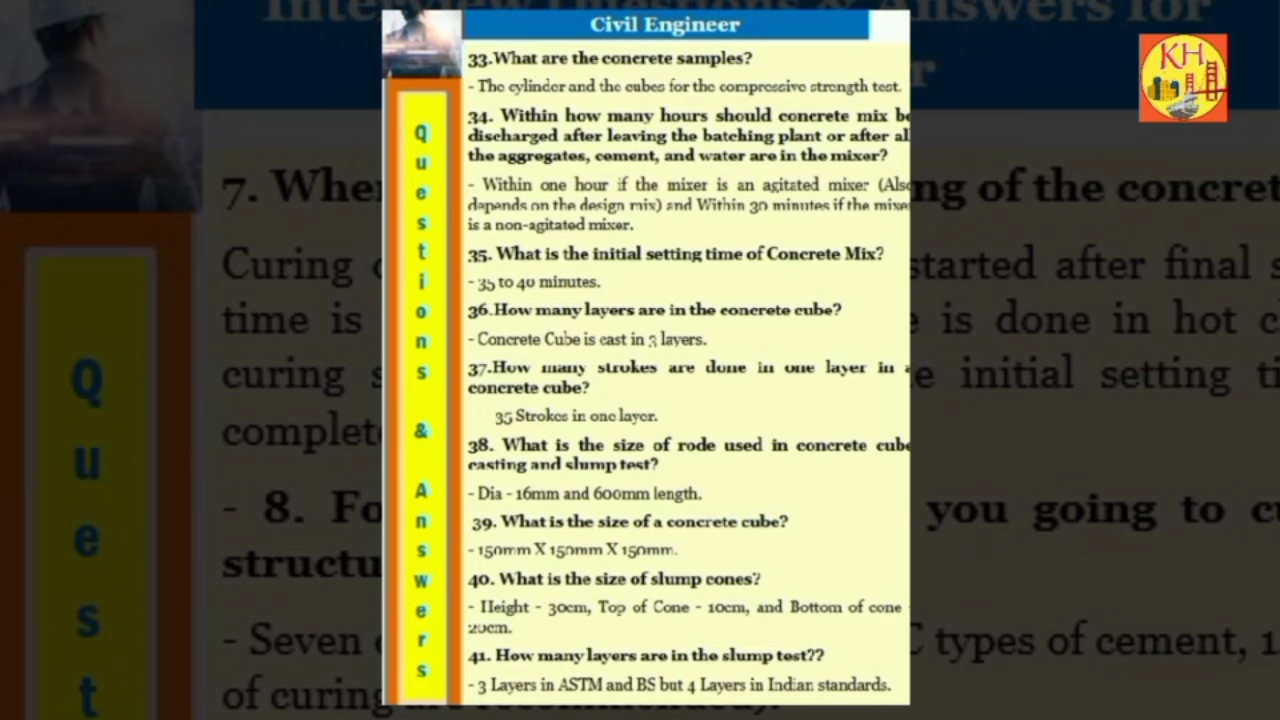 Interview Questions & Answers for
Civil Engineer
KH
33.What are the concrete samples?
- The cylinder and the cubes for the compressive strength test.
34. Within how many hours should concrete mix be
discharged after leaving the batching plant or after al
the aggregates, cement, and water are in the mixer?
- Within one hour if the mixer is an agitated mixer (Also
depends on the design mix) and Within 30 minutes if the mixer
is a non-agitated mixer.
35. What is the initial setting time of Concrete Mix?
- 35 to 40 minutes.
36.How many layers are in the concrete cube?
- Concrete Cube is cast in 3 layers.
37.How many strokes are done in one layer in a
concrete cube?
35 Strokes in one layer.
38. What is the size of rode used in concrete cube
casting and slump test?
- Dia - 16mm and 600mm length.
39. What is the size of a concrete cube?
- 150mm X 150mm X 150mm.
40. What is the size of slump cones?
- Height - 30cm, Top of Cone - 10cm, and Bottom of cone -
20cm.
41. How many layers are in the slump test??
- 3 Layers in ASTM and BS but 4 Layers in Indian standards.
Questions & Answers
7. Whe
ng of the concret
Curing
started after final s
time is
e is done in hot c
curing s
e initial setting ti
complete
- 8. Fo
you going to cu
structu
- Seven
C types of cement, 1
of curing are recommended).
Quest